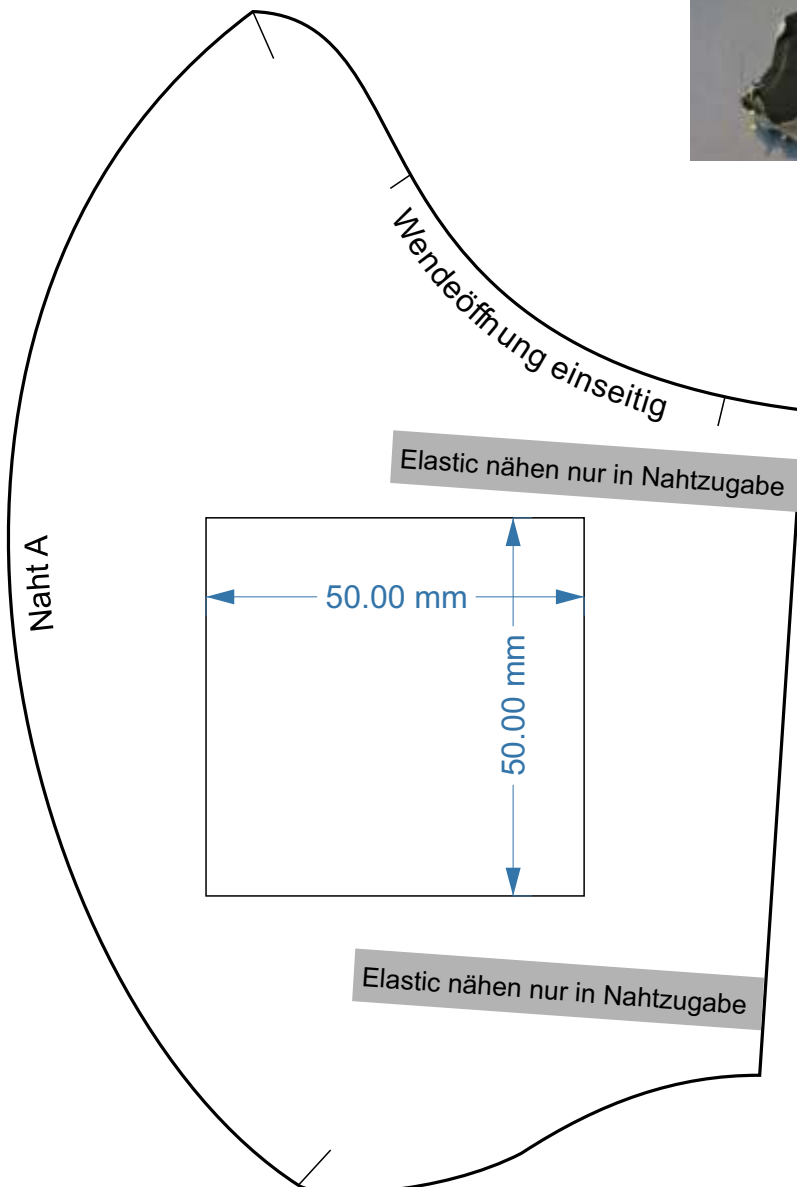 Wendeöffnung einseitig
Elastic nähen nur in Nahtzugabe
Naht A
50.00 mm
50.00 mm
Elastic nähen nur in Nahtzugabe